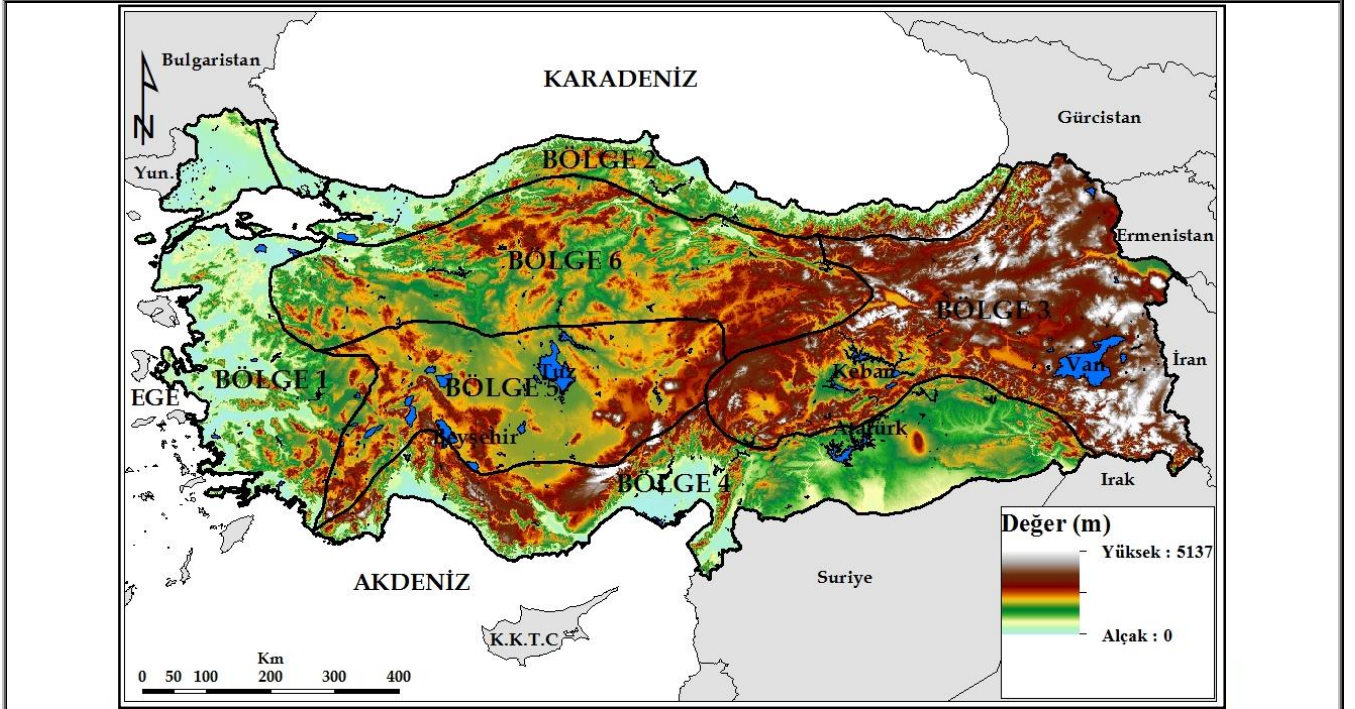 Bulgaristan
KARADENİZ
Gürcistan
N
Yun.
BÖLGE 2
Ermenistan
BÖLGE 6
BÖLGE 3
Van
İran
Keban
Tuz
BÖLGE 1
BÖLGE 5
EGE
Beyşehir
Atatürk
BÖLGE 4
Irak
Değer (m)
Yüksek : 5137
Alçak : 0
Suriye
AKDENİZ
K.K.T.C
Km
0 50 100 200 300 400